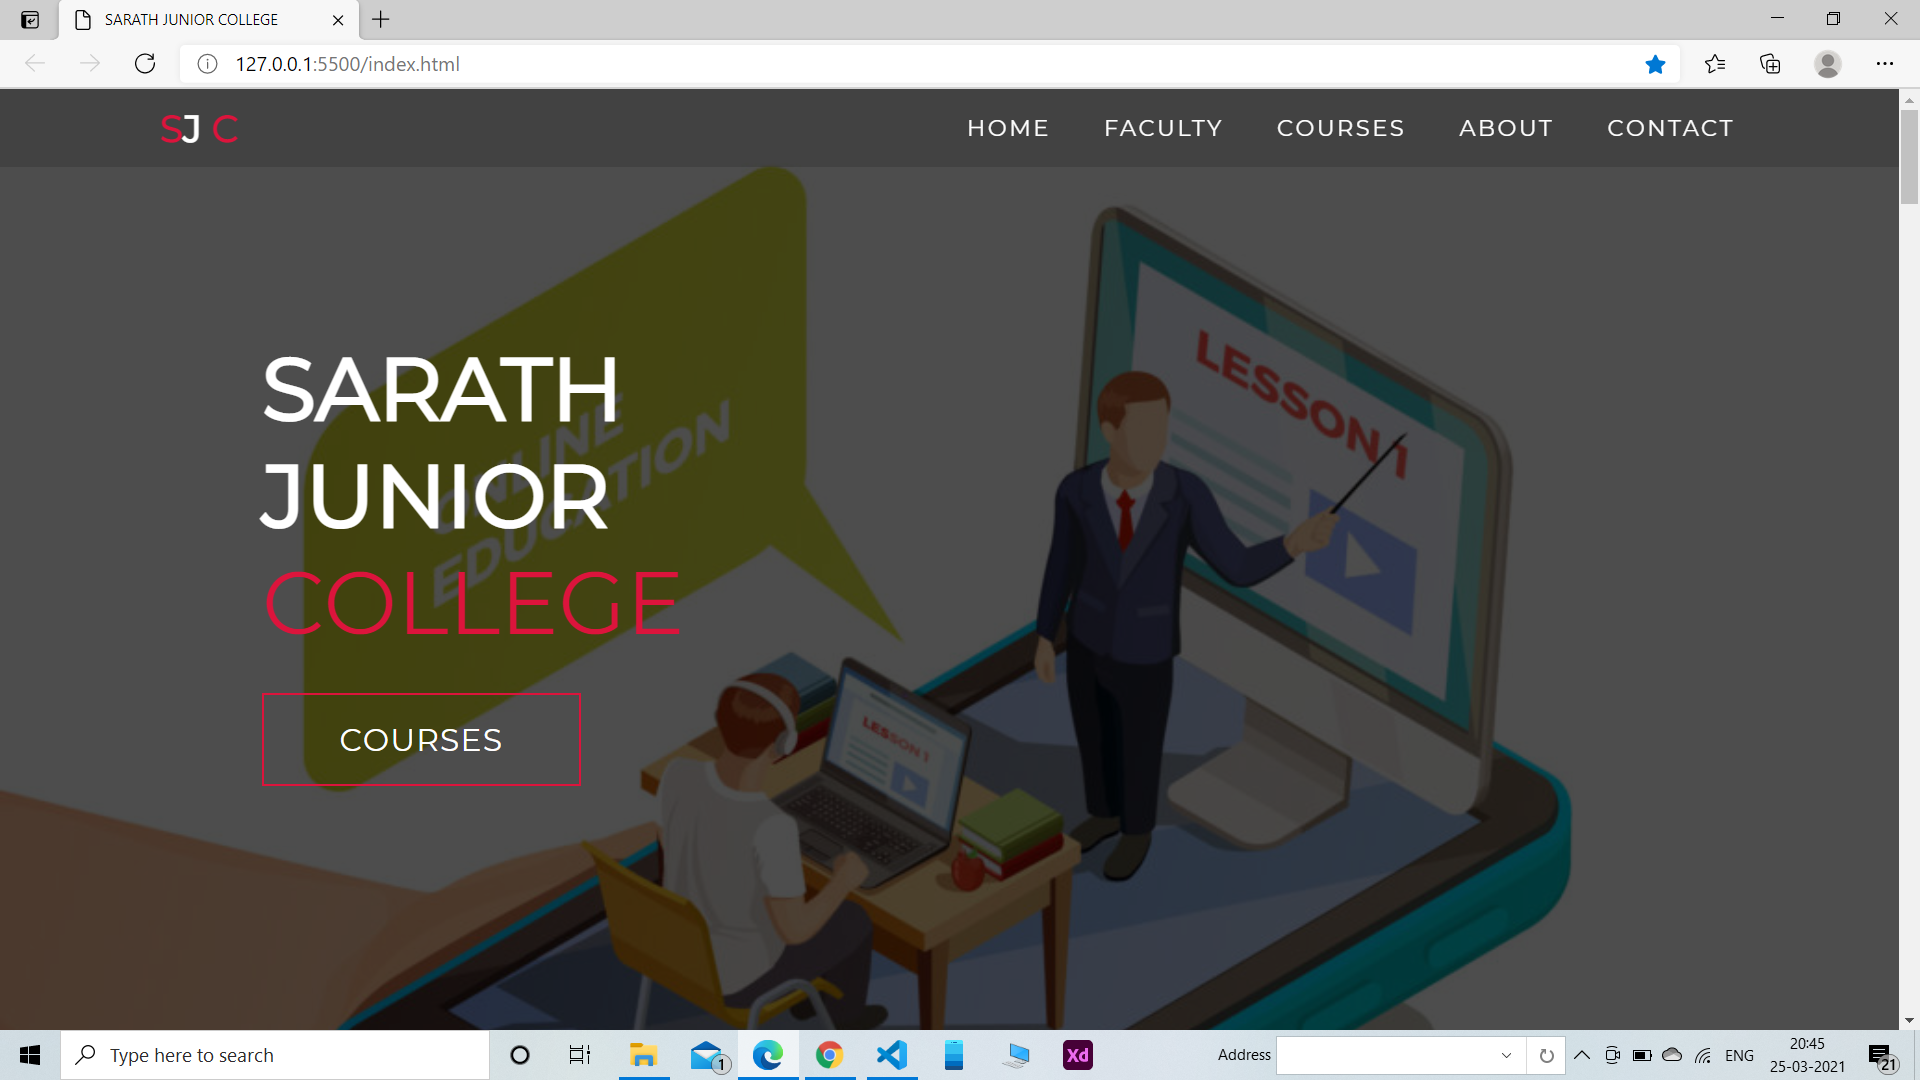 SARATH JUNIOR COLLEGE
127.0.0.1:5500/index.html
SJ C
HOME FACULTY COURSES ABOUT CONTACT
SARATH
JUNIOR
COLLEGE
ONLINE
EDUCATION
LESSON 1
COURSES
LESSON 1
Type here to search
1
Xd
Address
ENG
20:45
25-03-2021
21